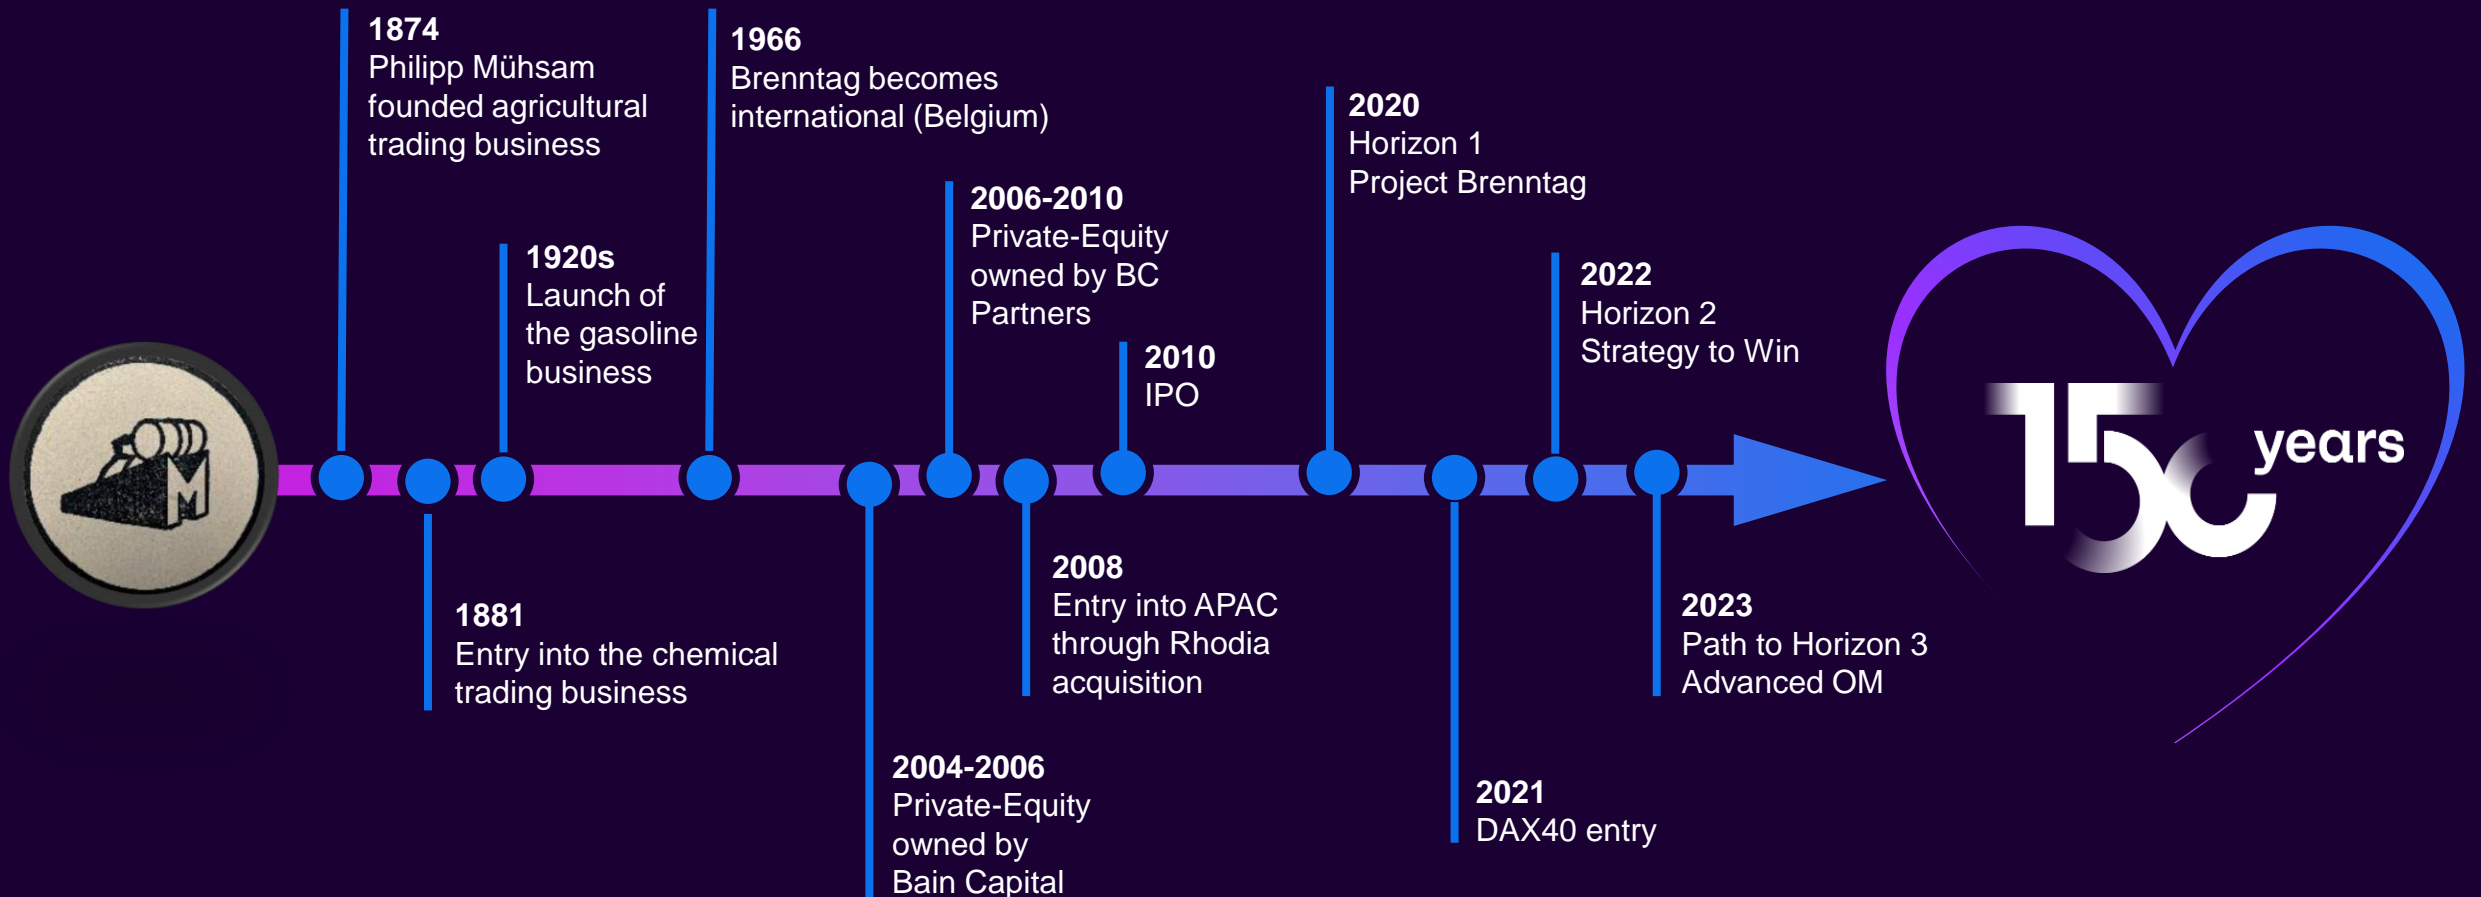 1874
Philipp Mühsam
founded agricultural
trading business
1881
Entry into the chemical
trading business
1920s
Launch of
the gasoline
business
1966
Brenntag becomes
international (Belgium)
2004-2006
Private-Equity
owned by
Bain Capital
2006-2010
Private-Equity
owned by BC
Partners
2008
Entry into APAC
through Rhodia
acquisition
2010
IPO
2020
Horizon 1
Project Brenntag
2021
DAX40 entry
2022
Horizon 2
Strategy to Win
2023
Path to Horizon 3
Advanced OM
M
M
150 years